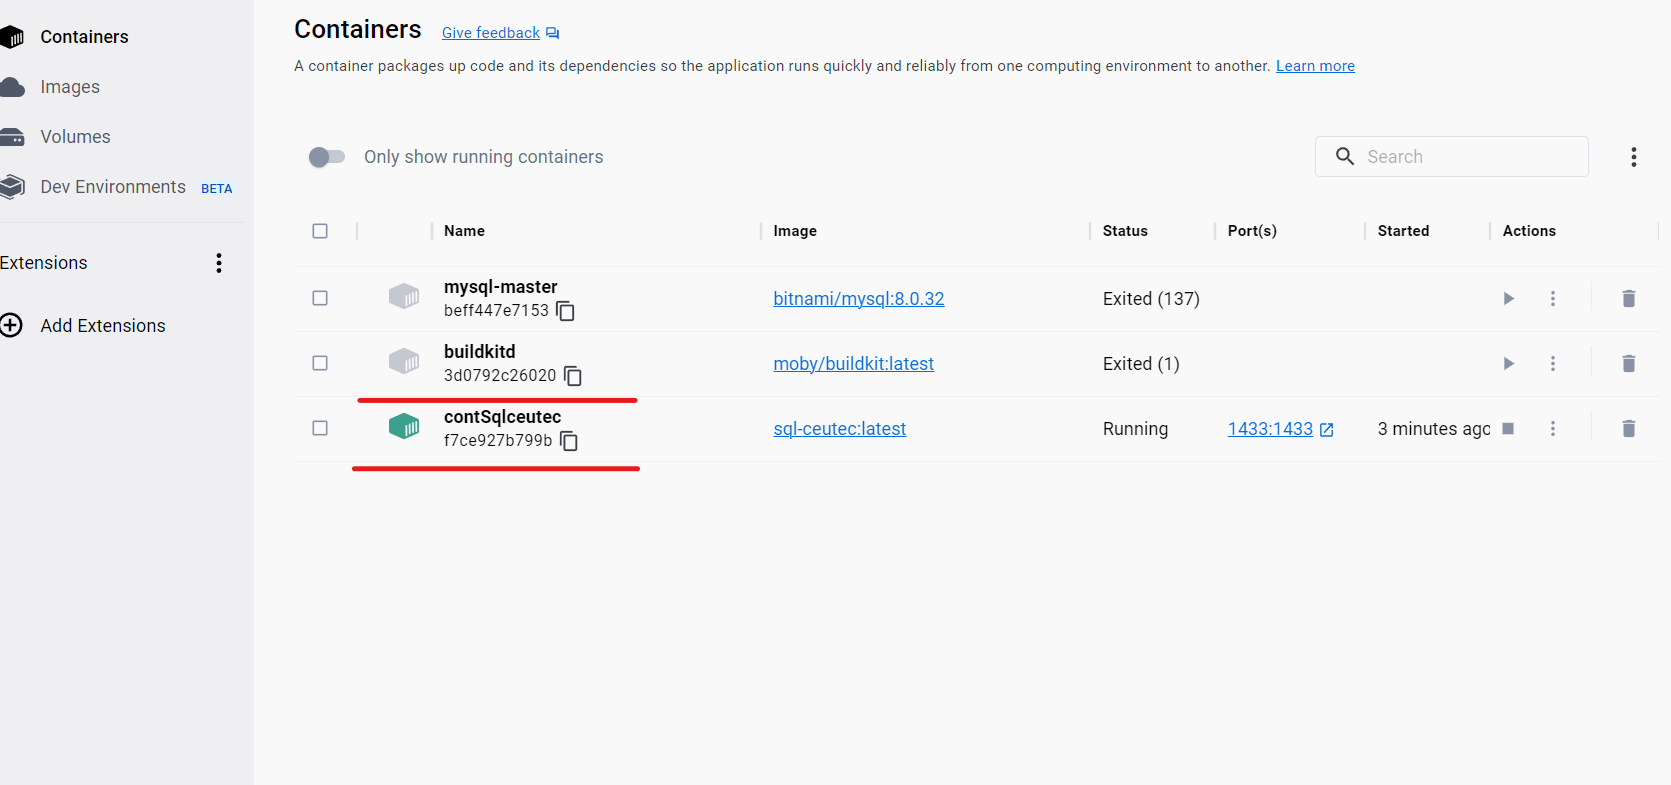 Containers
Images
Volumes
Dev Environments BETA
Extensions
Add Extensions
Containers Give feedback
A container packages up code and its dependencies so the application runs quickly and reliably from one computing environment to another. Learn more
Only show running containers
Search
Name Image Status Port(s) Started Actions
mysql-master
beff447e7153
bitnami/mysql:8.0.32 Exited (137)
buildkitd
3d0792c26020
moby/buildkit:latest Exited (1)
contSqlceutec
f7ce927b799b
sql-ceutec:latest Running 1433:1433 3 minutes ago